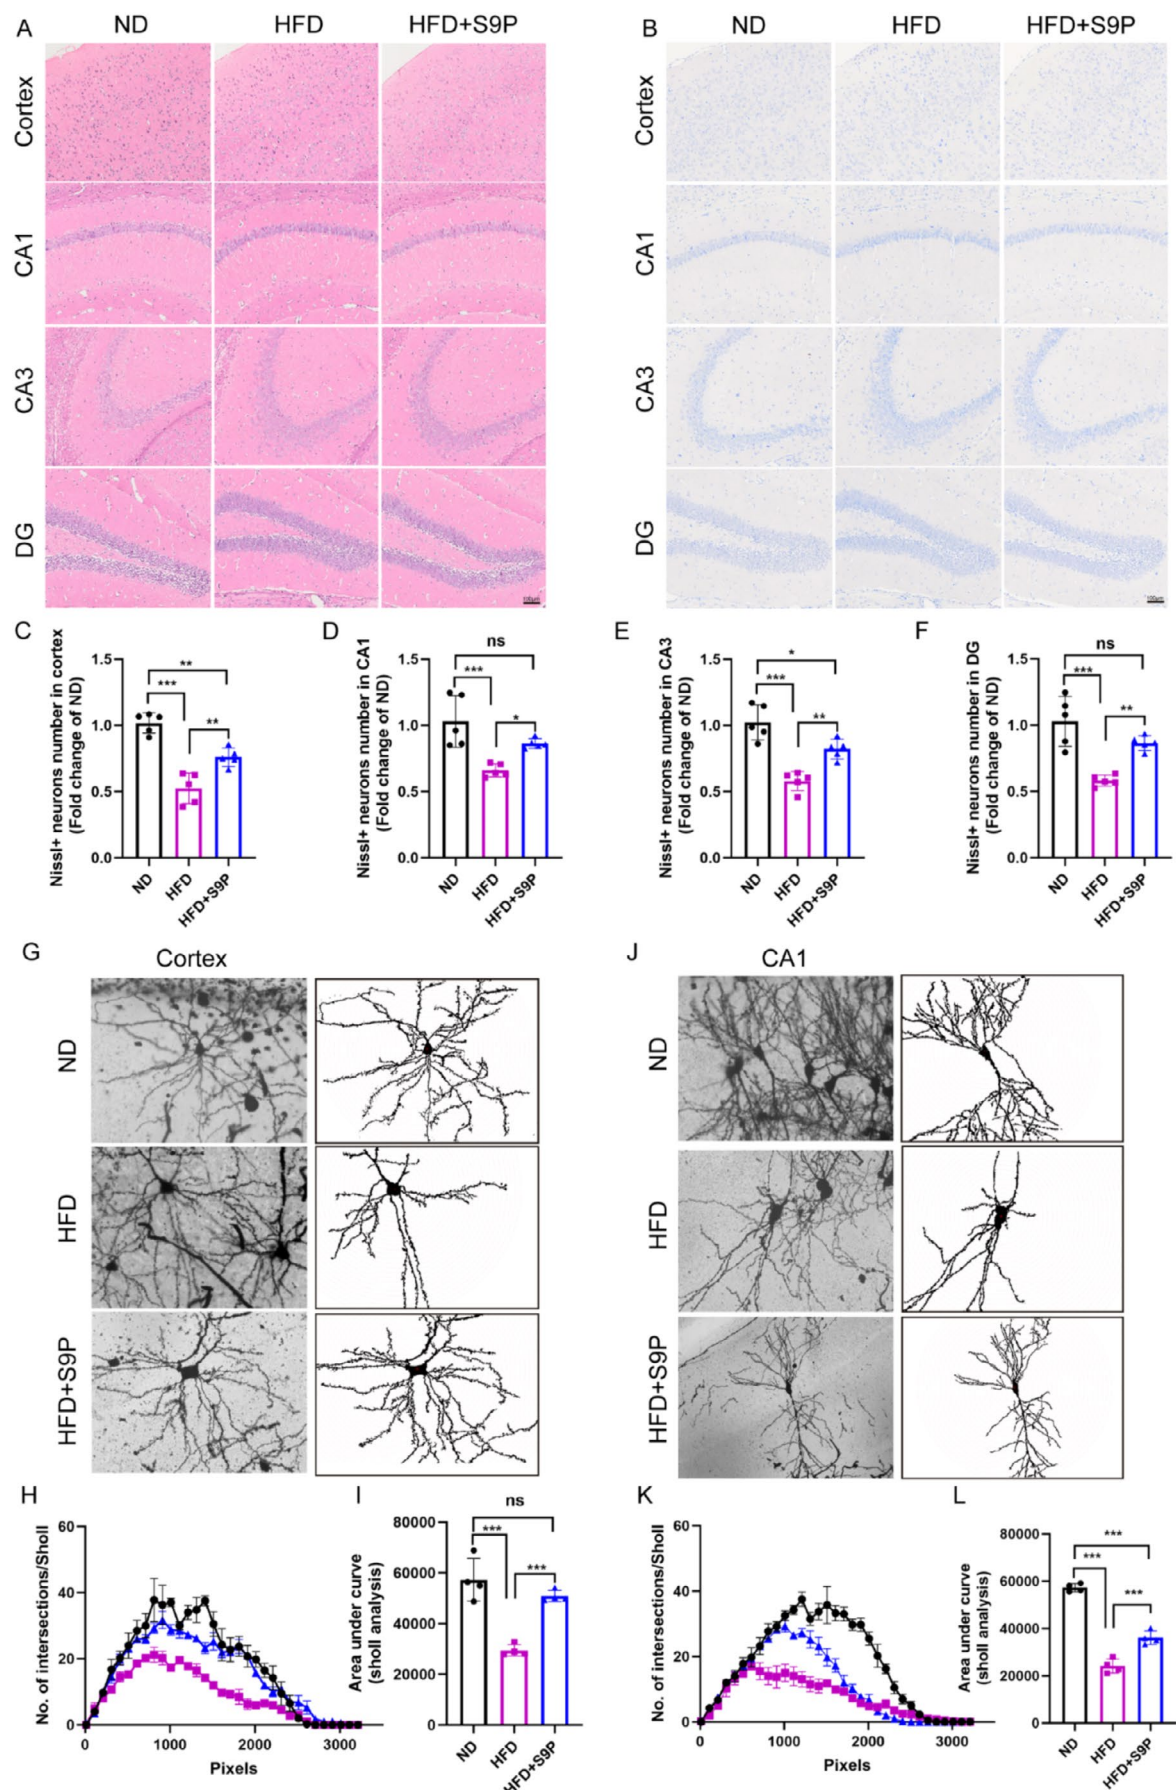 A ND HFD HFD+S9P
Cortex
CA1
CA3
DG
100μm
B ND HFD HFD+S9P
Cortex
CA1
CA3
DG
100μm
C
Nissl+ neurons number in cortex
(Fold change of ND)
1.5
1.0
0.5
0.0
**
***
**
ND
HFD
HFD+S9P
D
Nissl+ neurons number in CA1
(Fold change of ND)
1.5
1.0
0.5
0.0
ns
***
*
ND
HFD
HFD+S9P
E
Nissl+ neurons number in CA3
(Fold change of ND)
1.5
1.0
0.5
0.0
*
***
**
ND
HFD
HFD+S9P
F
Nissl+ neurons number in DG
(Fold change of ND)
1.5
1.0
0.5
0.0
ns
***
**
ND
HFD
HFD+S9P
G
Cortex
ND
HFD
HFD+S9P
J
CA1
ND
HFD
HFD+S9P
H
No. of intersections/Sholl
60
40
20
0
0 1000 2000 3000
Pixels
I
Area under curve
(sholl analysis)
80000
60000
40000
20000
0
ns
***
***
ND
HFD
HFD+S9P
K
No. of intersections/Sholl
60
40
20
0
0 1000 2000 3000
Pixels
L
Area under curve
(sholl analysis)
80000
60000
40000
20000
0
***
***
***
ND
HFD
HFD+S9P